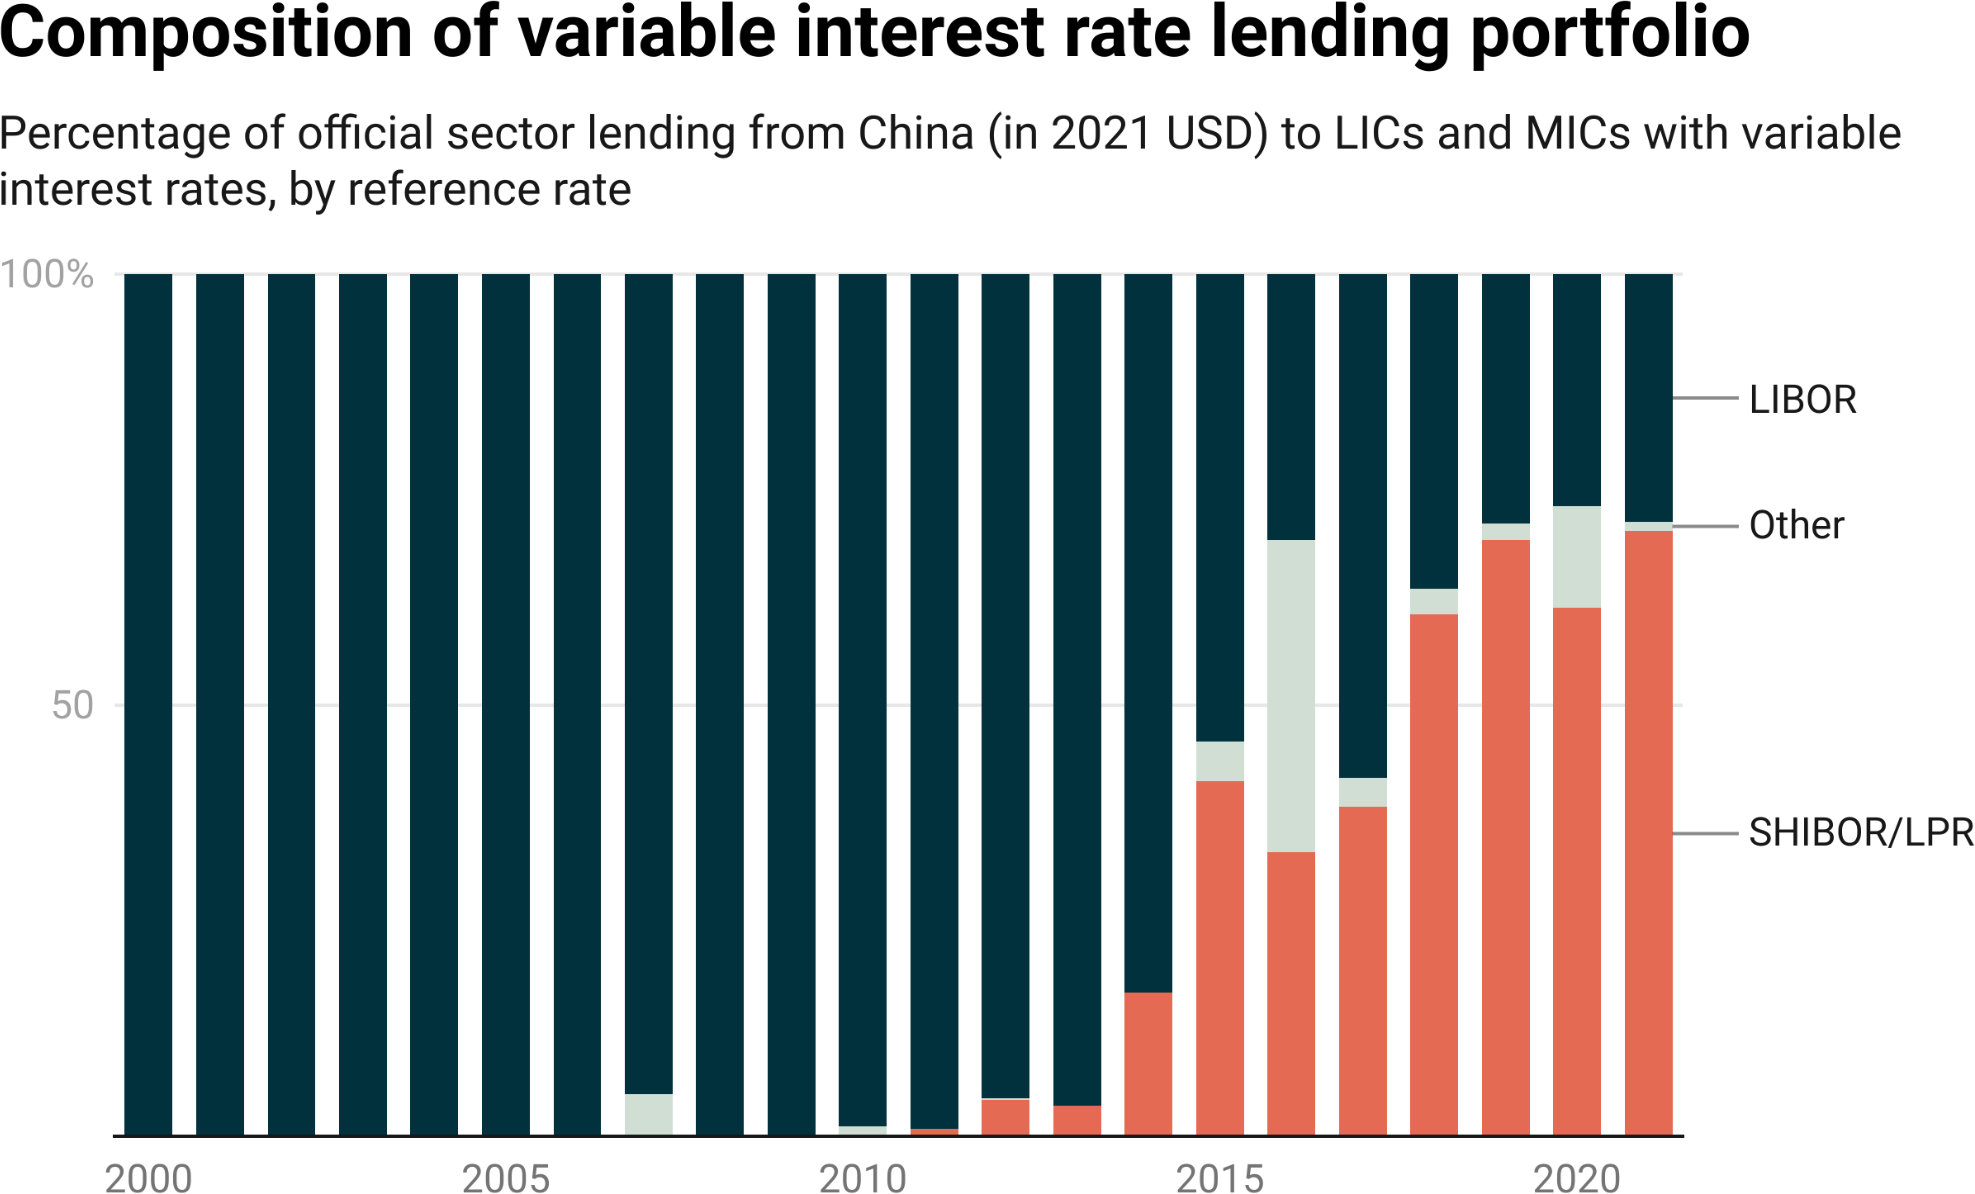 Composition of variable interest rate lending portfolio
Percentage of official sector lending from China (in 2021 USD) to LICs and MICs with variable
interest rates, by reference rate
100%
LIBOR
Other
50
SHIBOR/LPR
2000
2005
2010
2015
2020